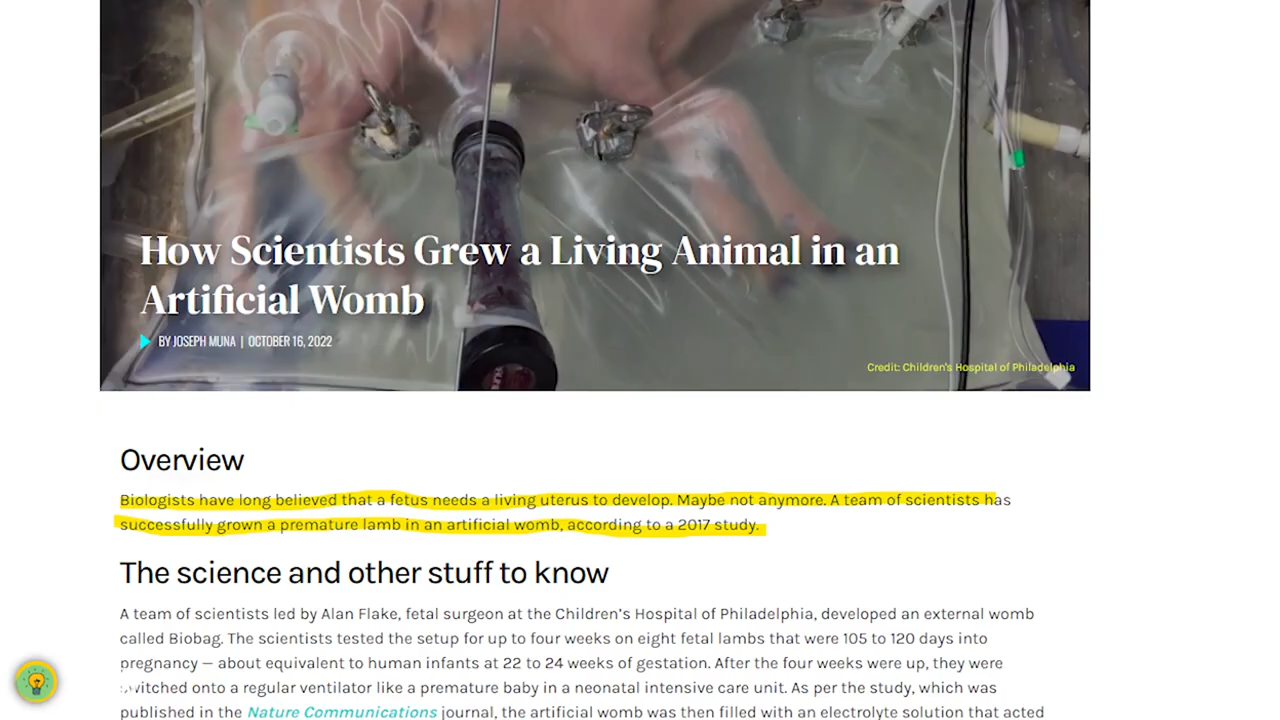 How Scientists Grew a Living Animal in an
Artificial Womb
BY JOSEPH MUNA | OCTOBER 16, 2022
Credit: Children's Hospital of Philadelphia
Overview
Biologists have long believed that a fetus needs a living uterus to develop. Maybe not anymore. A team of scientists has
successfully grown a premature lamb in an artificial womb, according to a 2017 study.
The science and other stuff to know
A team of scientists led by Alan Flake, fetal surgeon at the Children's Hospital of Philadelphia, developed an external womb
called Biobag. The scientists tested the setup for up to four weeks on eight fetal lambs that were 105 to 120 days into
pregnancy — about equivalent to human infants at 22 to 24 weeks of gestation. After the four weeks were up, they were
switched onto a regular ventilator like a premature baby in a neonatal intensive care unit. As per the study, which was
published in the Nature Communications journal, the artificial womb was then filled with an electrolyte solution that acted